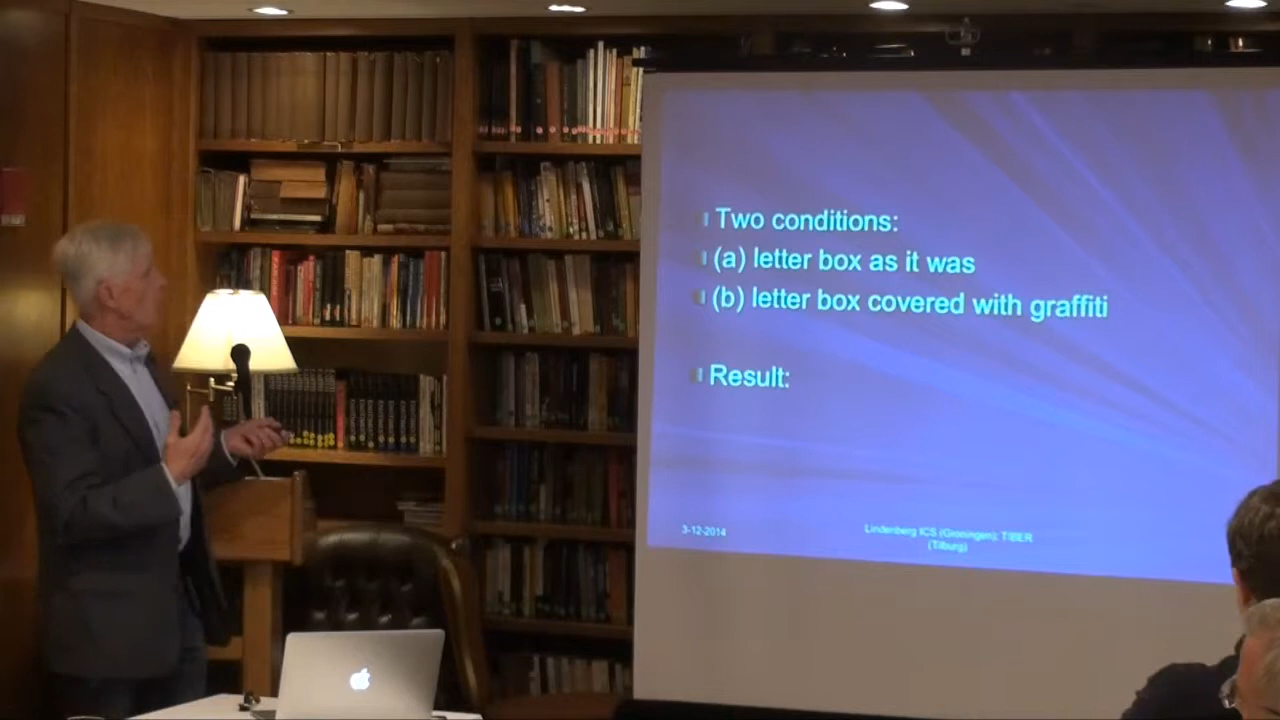 Two conditions:
(a) letter box as it was
(b) letter box covered with graffiti
Result:
3-12-2014
Lindenberg ICS (Groningen); TIBER
(Tilburg)